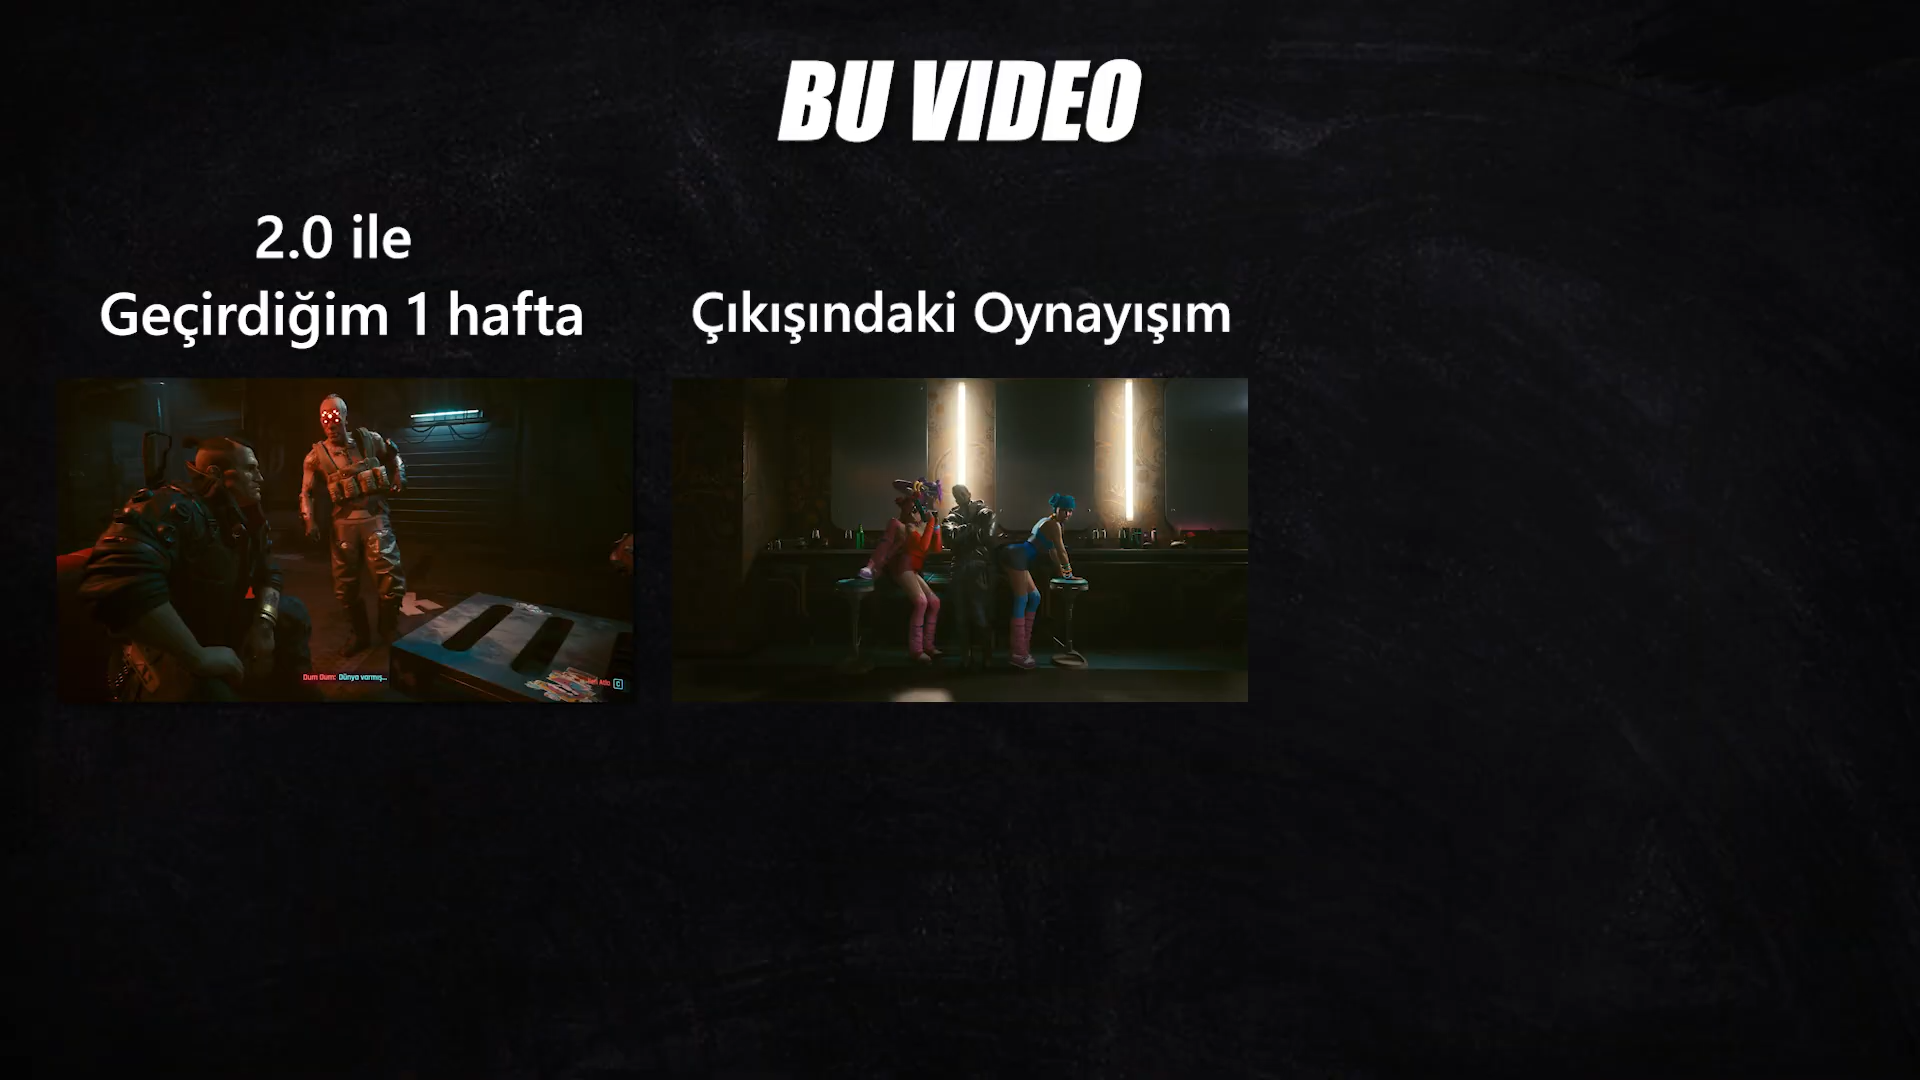 BU VIDEO
2.0 ile
Geçirdiğim 1 hafta
Çıkışındaki Oynayışım
Dum Dum: Dünya varmış...